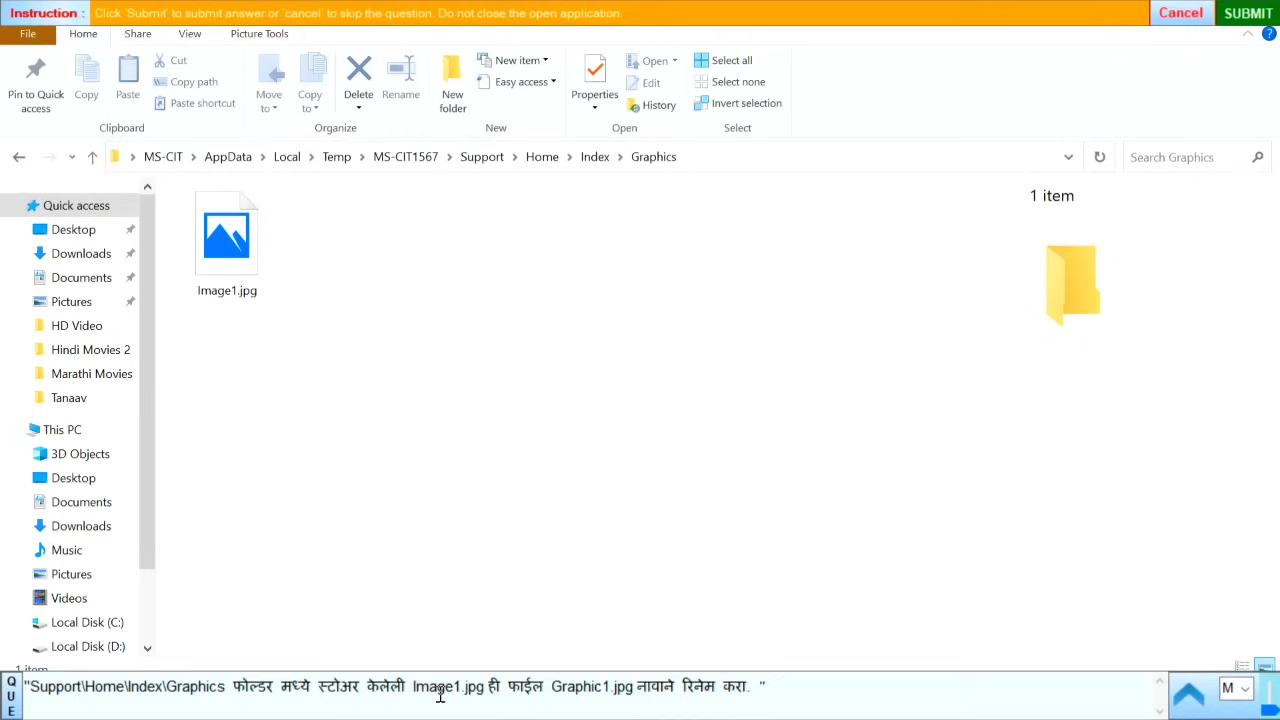 Instruction : Click 'Submit' to submit answer or 'cancel' to skip the question. Do not close the open application. Cancel SUBMIT
File Home Share View Picture Tools
Pin to Quick access
Copy
Paste
Cut
Copy path
Paste shortcut
Clipboard
Move to
Copy to
Delete
Rename
Organize
New folder
New item
Easy access
New
Properties
Open
Edit
History
Open
Select all
Select none
Invert selection
Select
MS-CIT > AppData > Local > Temp > MS-CIT1567 > Support > Home > Index > Graphics
Search Graphics
Quick access
Desktop
Downloads
Documents
Pictures
HD Video
Hindi Movies 2
Marathi Movies
Tanaav
This PC
3D Objects
Desktop
Documents
Downloads
Music
Pictures
Videos
Local Disk (C:)
Local Disk (D:)
Image1.jpg
1 item
1 item
QUE
"Support\Home\Index\Graphics फोल्डर मध्ये स्टोअर केलेली Image1.jpg ही फाईल Graphic1.jpg नावाने रिनेम करा. "
M